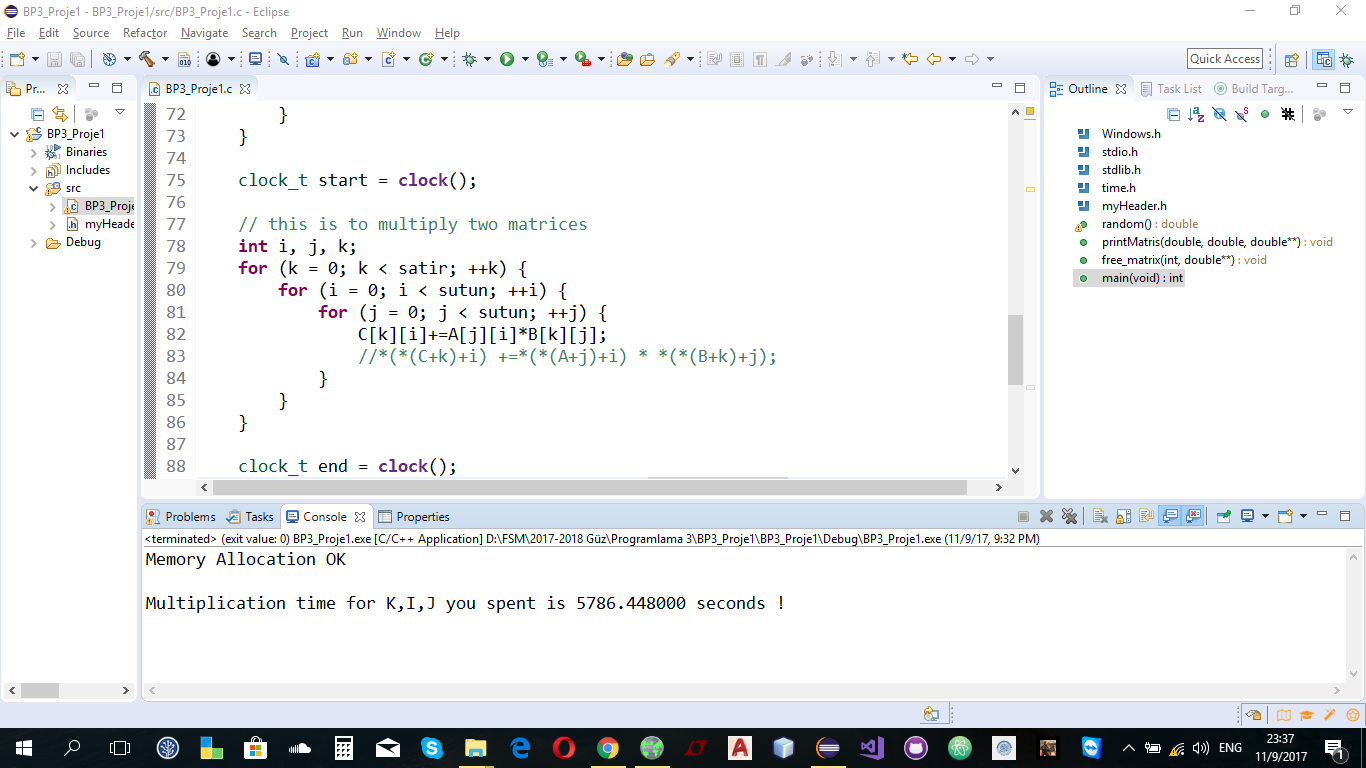 BP3_Proje1 - BP3_Proje1/src/BP3_Proje1.c - Eclipse
File Edit Source Refactor Navigate Search Project Run Window Help
Quick Access
Pr...
BP3_Proje1
Binaries
Includes
src
BP3_Proje
myHeade
Debug
BP3_Proje1.c
72 }
73 }
74
75 clock_t start = clock();
76
77 // this is to multiply two matrices
78 int i, j, k;
79 for (k = 0; k < satir; ++k) {
80 for (i = 0; i < sutun; ++i) {
81 for (j = 0; j < sutun; ++j) {
82 C[k][i]+=A[j][i]*B[k][j];
83 //*(*(C+k)+i) +=*(*(A+j)+i) * *(*(B+k)+j);
84 }
85 }
86 }
87
88 clock_t end = clock();
Outline Task List Build Targ...
Windows.h
stdio.h
stdlib.h
time.h
myHeader.h
random() : double
printMatris(double, double, double**) : void
free_matrix(int, double**) : void
main(void) : int
Problems Tasks Console Properties
<terminated> (exit value: 0) BP3_Proje1.exe [C/C++ Application] D:\FSM\2017-2018 Güz\Programlama 3\BP3_Proje1\BP3_Proje1\Debug\BP3_Proje1.exe (11/9/17, 9:32 PM)
Memory Allocation OK
Multiplication time for K,I,J you spent is 5786.448000 seconds !
ENG
23:37
11/9/2017
1